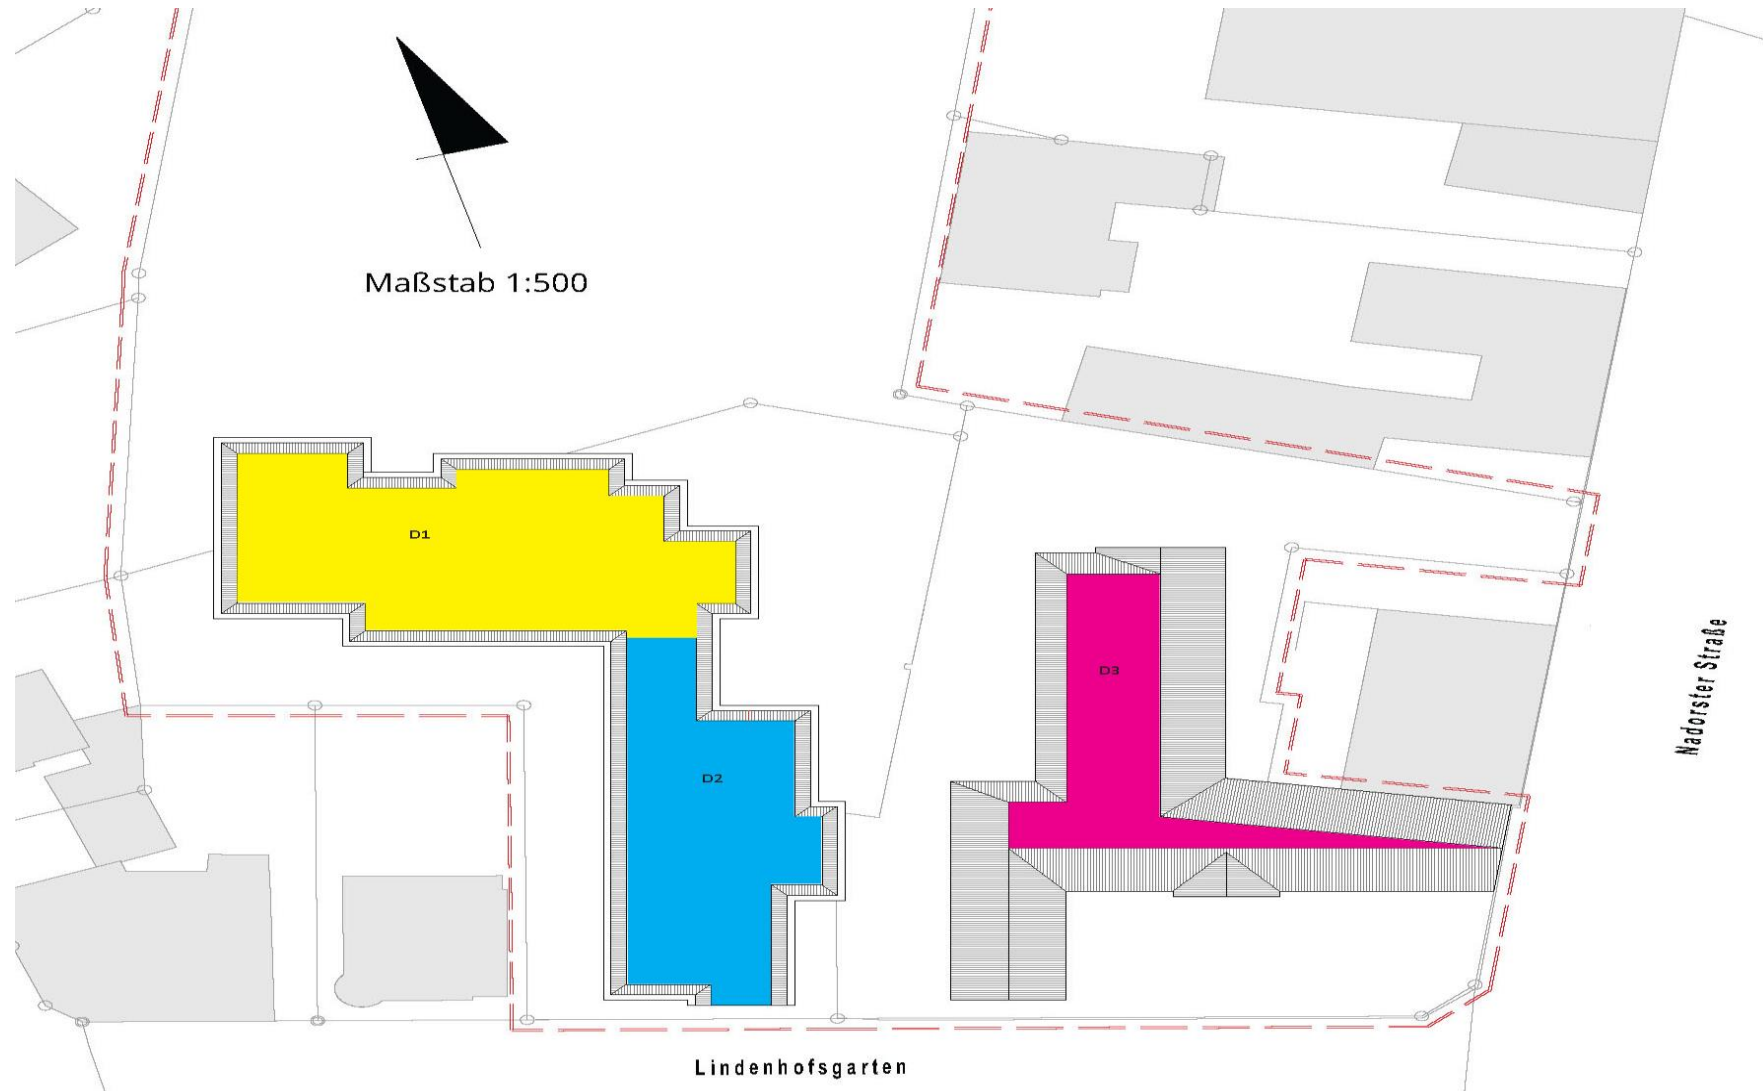 Maßstab 1:500
D1
D2
D3
Nadorster Straße
Lindenhofsgarten